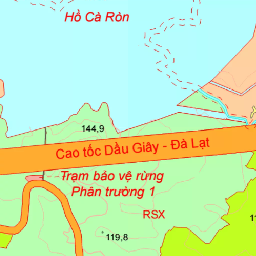 Hồ Cà Ròn
144,9
Cao tốc Dầu Giây - Đà Lạt
Trạm bảo vệ rừng
Phân trường 1
RSX
119,8